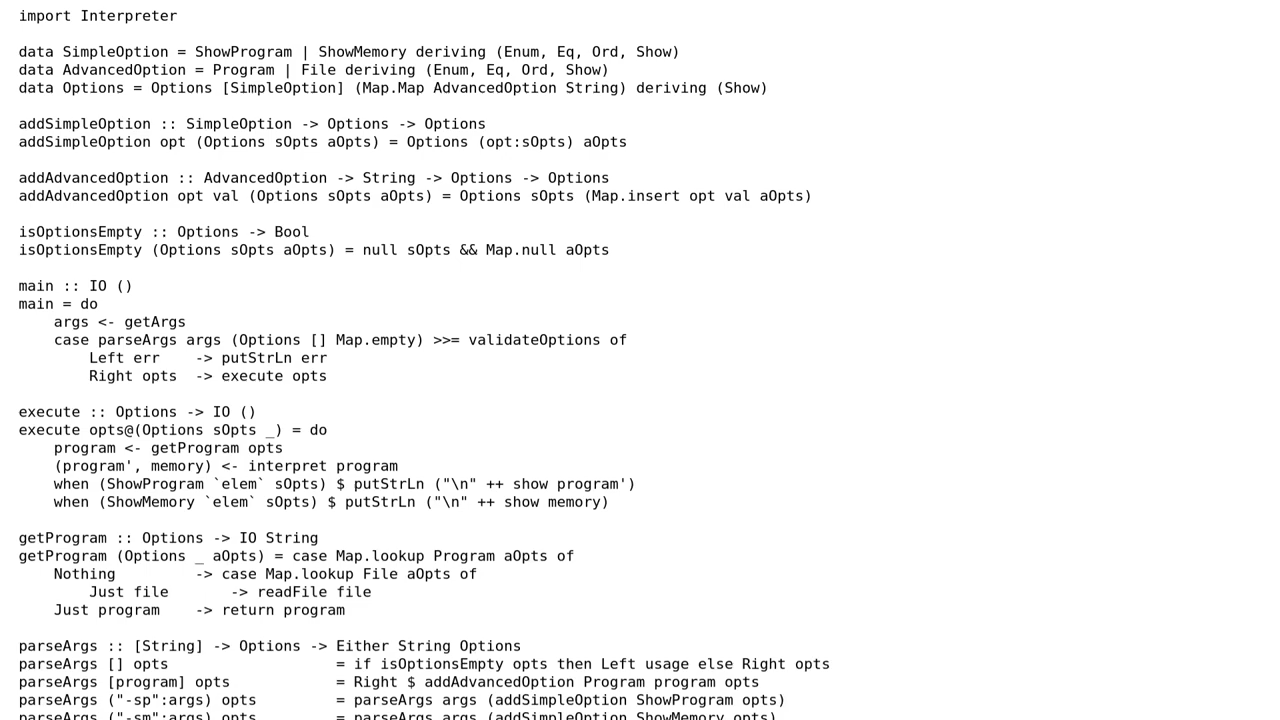 import Interpreter

data SimpleOption = ShowProgram | ShowMemory deriving (Enum, Eq, Ord, Show)
data AdvancedOption = Program | File deriving (Enum, Eq, Ord, Show)
data Options = Options [SimpleOption] (Map.Map AdvancedOption String) deriving (Show)

addSimpleOption :: SimpleOption -> Options -> Options
addSimpleOption opt (Options sOpts aOpts) = Options (opt:sOpts) aOpts

addAdvancedOption :: AdvancedOption -> String -> Options -> Options
addAdvancedOption opt val (Options sOpts aOpts) = Options sOpts (Map.insert opt val aOpts)

isOptionsEmpty :: Options -> Bool
isOptionsEmpty (Options sOpts aOpts) = null sOpts && Map.null aOpts

main :: IO ()
main = do
    args <- getArgs
    case parseArgs args (Options [] Map.empty) >>= validateOptions of
        Left err    -> putStrLn err
        Right opts  -> execute opts

execute :: Options -> IO ()
execute opts@(Options sOpts _) = do
    program <- getProgram opts
    (program', memory) <- interpret program
    when (ShowProgram `elem` sOpts) $ putStrLn ("\n" ++ show program')
    when (ShowMemory `elem` sOpts) $ putStrLn ("\n" ++ show memory)

getProgram :: Options -> IO String
getProgram (Options _ aOpts) = case Map.lookup Program aOpts of
    Nothing         -> case Map.lookup File aOpts of
        Just file       -> readFile file
    Just program    -> return program

parseArgs :: [String] -> Options -> Either String Options
parseArgs [] opts                   = if isOptionsEmpty opts then Left usage else Right opts
parseArgs [program] opts            = Right $ addAdvancedOption Program program opts
parseArgs ("-sp":args) opts         = parseArgs args (addSimpleOption ShowProgram opts)
parseArgs ("-sm":args) opts         = parseArgs args (addSimpleOption ShowMemory opts)